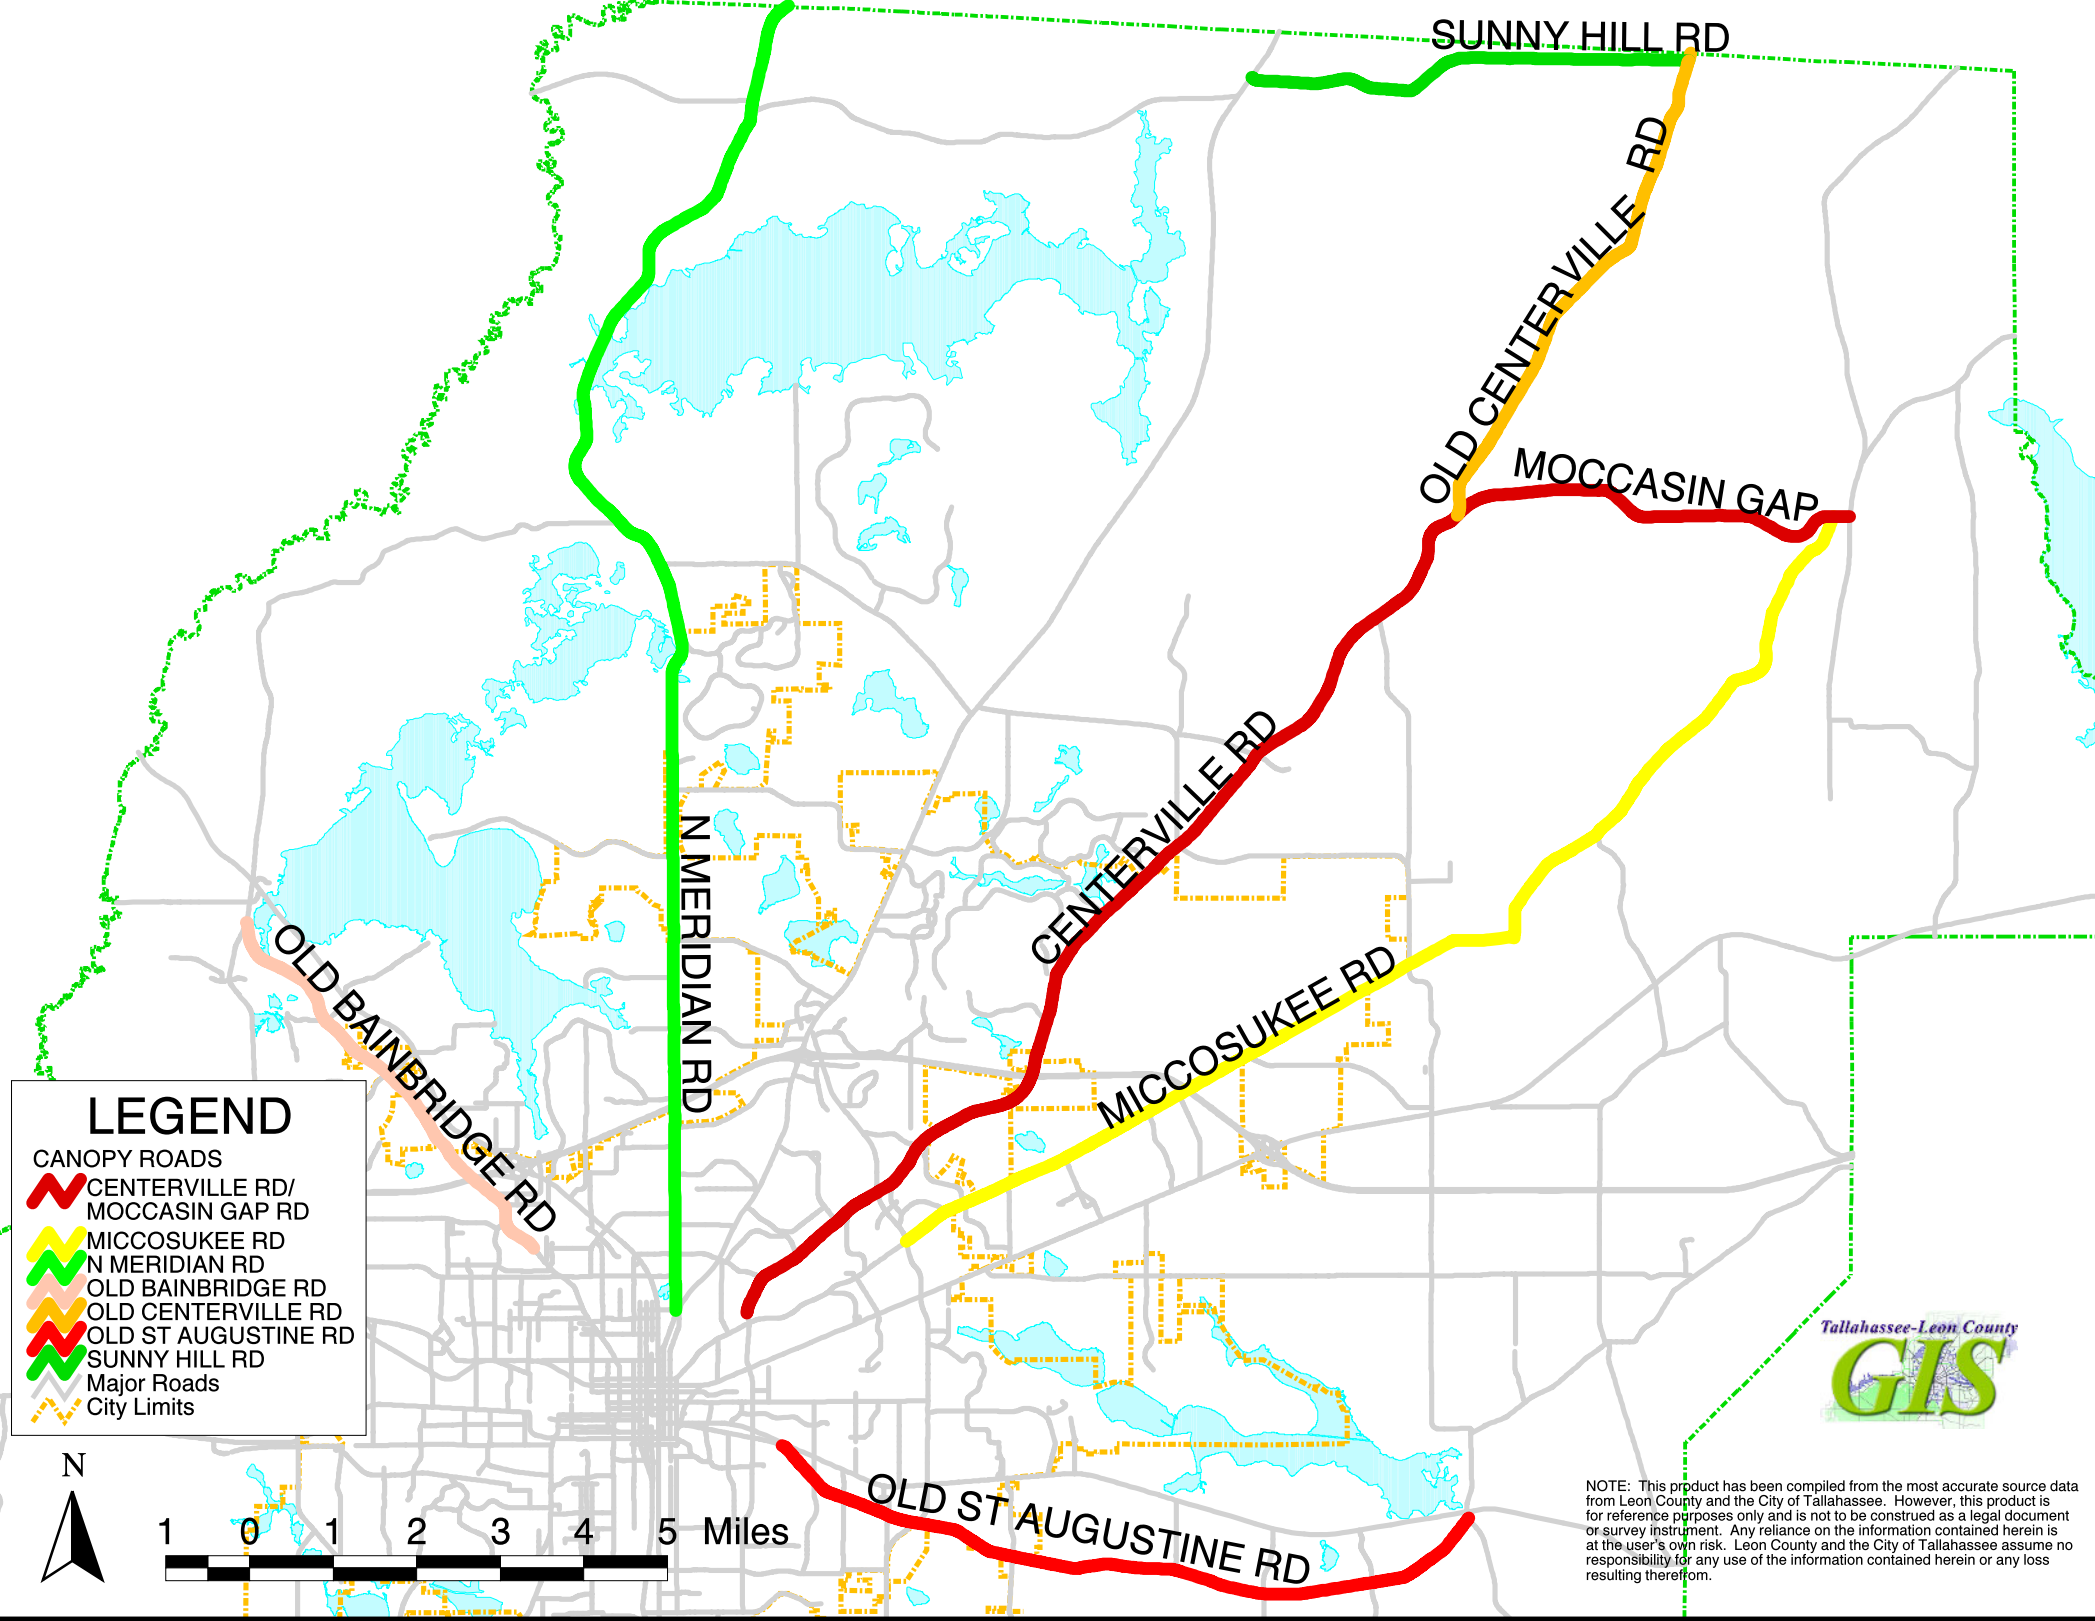 SUNNY HILL RD
OLD CENTERVILLE RD
MOCCASIN GAP
CENTERVILLE RD
N MERIDIAN RD
MICCOSUKEE RD
OLD BAINBRIDGE RD
OLD ST AUGUSTINE RD
LEGEND
CANOPY ROADS
CENTERVILLE RD/
MOCCASIN GAP RD
MICCOSUKEE RD
N MERIDIAN RD
OLD BAINBRIDGE RD
OLD CENTERVILLE RD
OLD ST AUGUSTINE RD
SUNNY HILL RD
Major Roads
City Limits
N
1 0 1 2 3 4 5 Miles
Tallahassee-Leon County
GIS
NOTE: This product has been compiled from the most accurate source data
from Leon County and the City of Tallahassee. However, this product is
for reference purposes only and is not to be construed as a legal document
or survey instrument. Any reliance on the information contained herein is
at the user's own risk. Leon County and the City of Tallahassee assume no
responsibility for any use of the information contained herein or any loss
resulting therefrom.